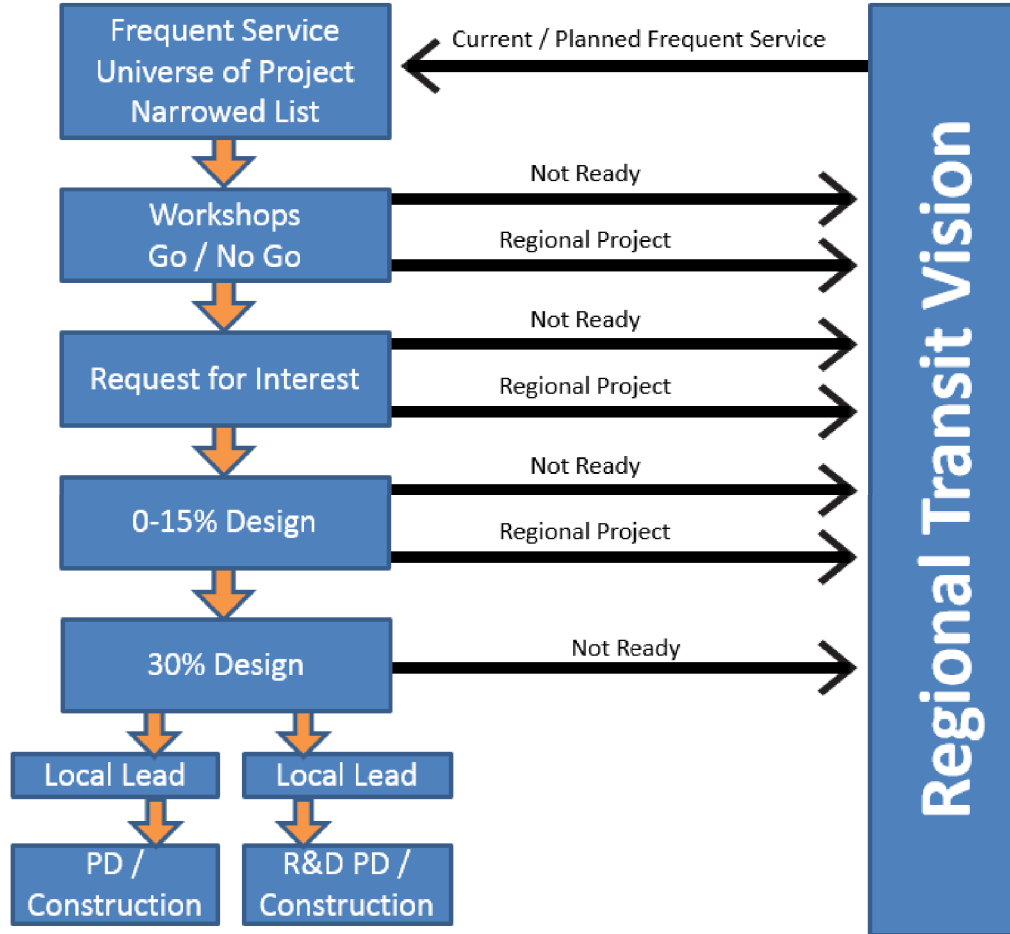 Frequent Service
Universe of Project
Narrowed List
Current / Planned Frequent Service
Workshops
Go / No Go
Not Ready
Regional Project
Request for Interest
Not Ready
Regional Project
0-15% Design
Not Ready
Regional Project
30% Design
Not Ready
Local Lead
Local Lead
PD /
Construction
R&D PD /
Construction
Regional Transit Vision